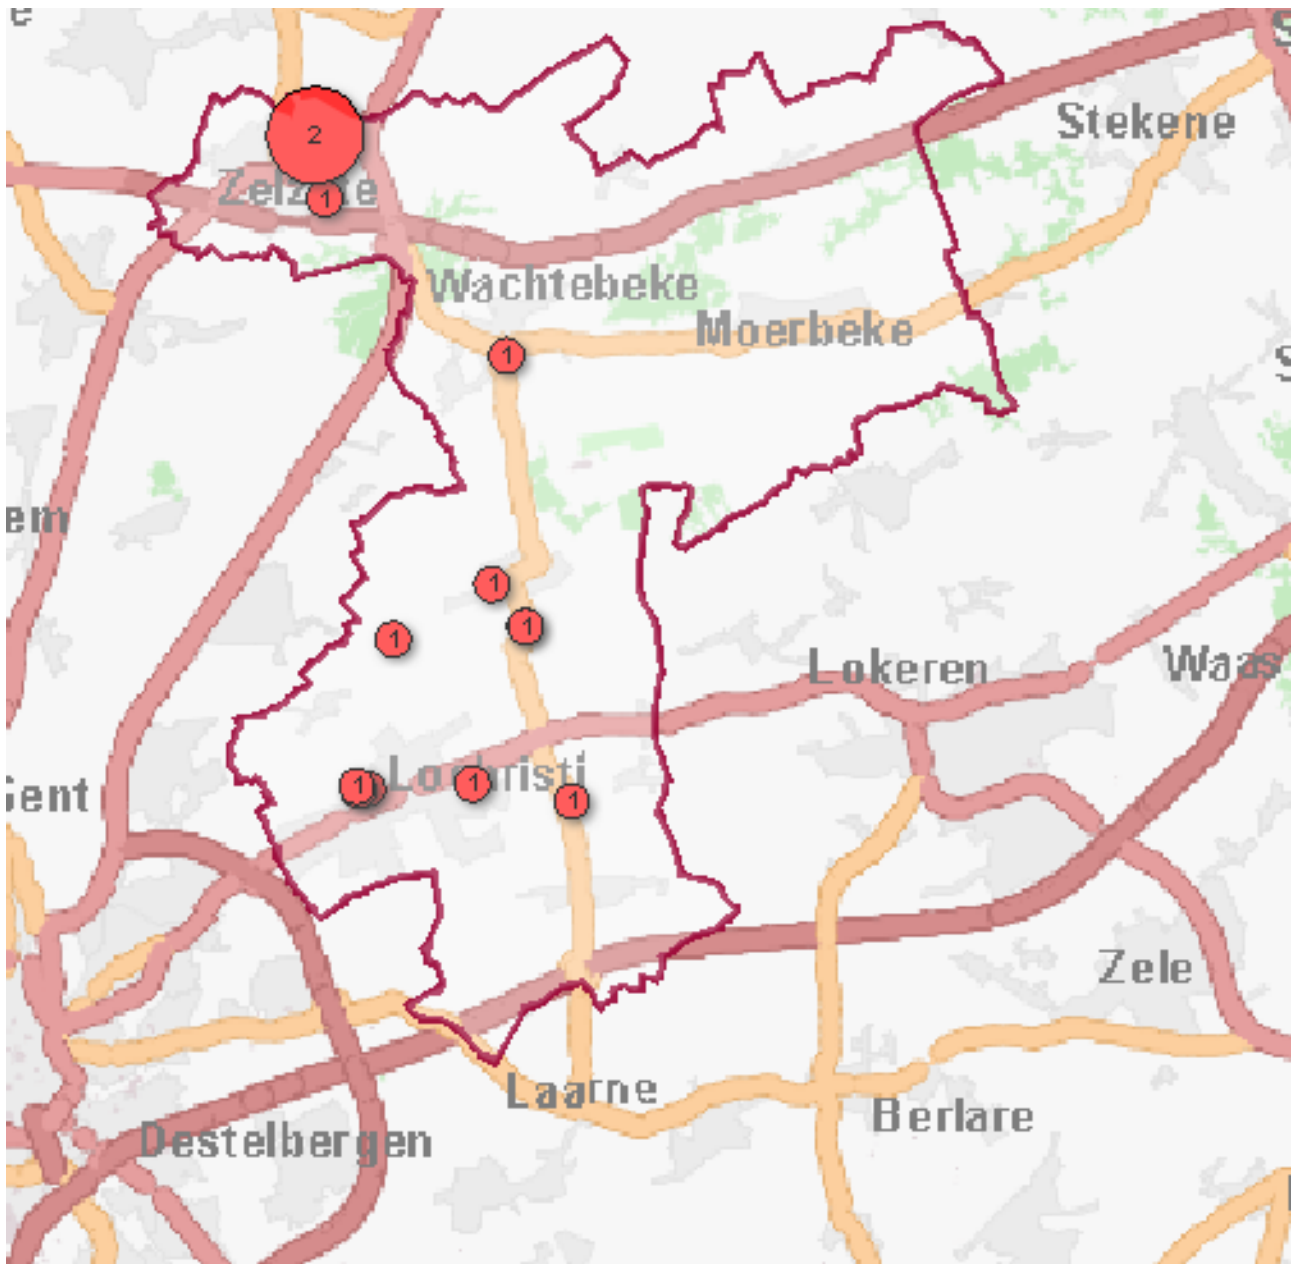 e
S
Stekene
2
Zelzate
1
Wachtebeke
Moerbeke
1
S
em
1
1
1
Lokeren
Waas
Lochristi
1
1
1
Gent
Zele
Laarne
Berlare
Destelbergen